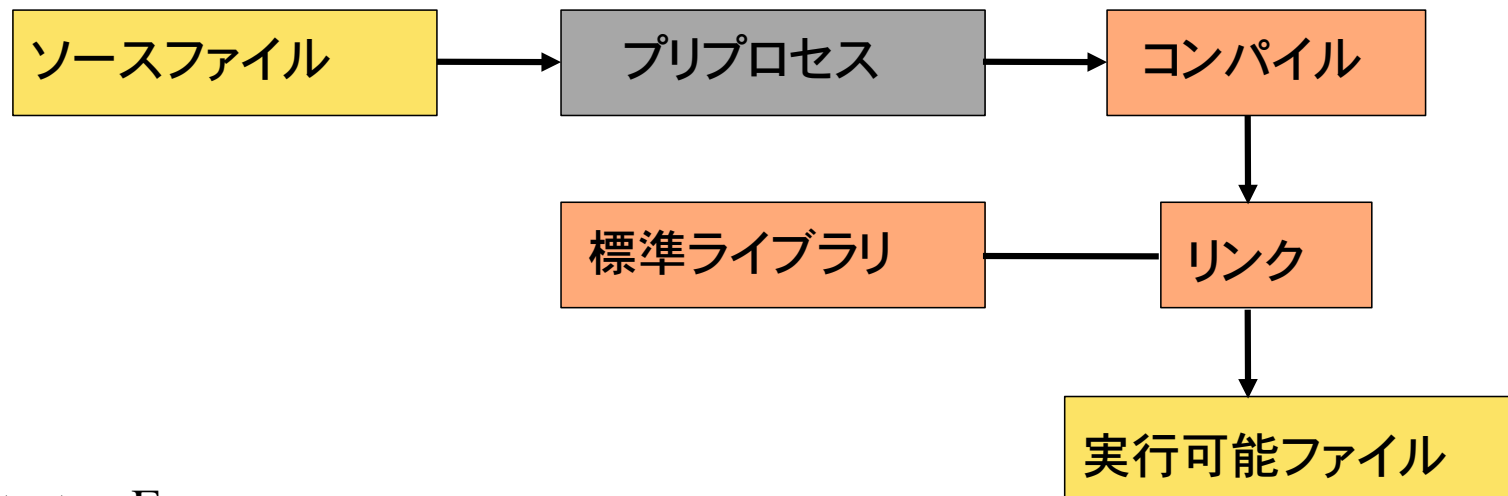 ソースファイル
プリプロセス
コンパイル
標準ライブラリ
リンク
実行可能ファイル